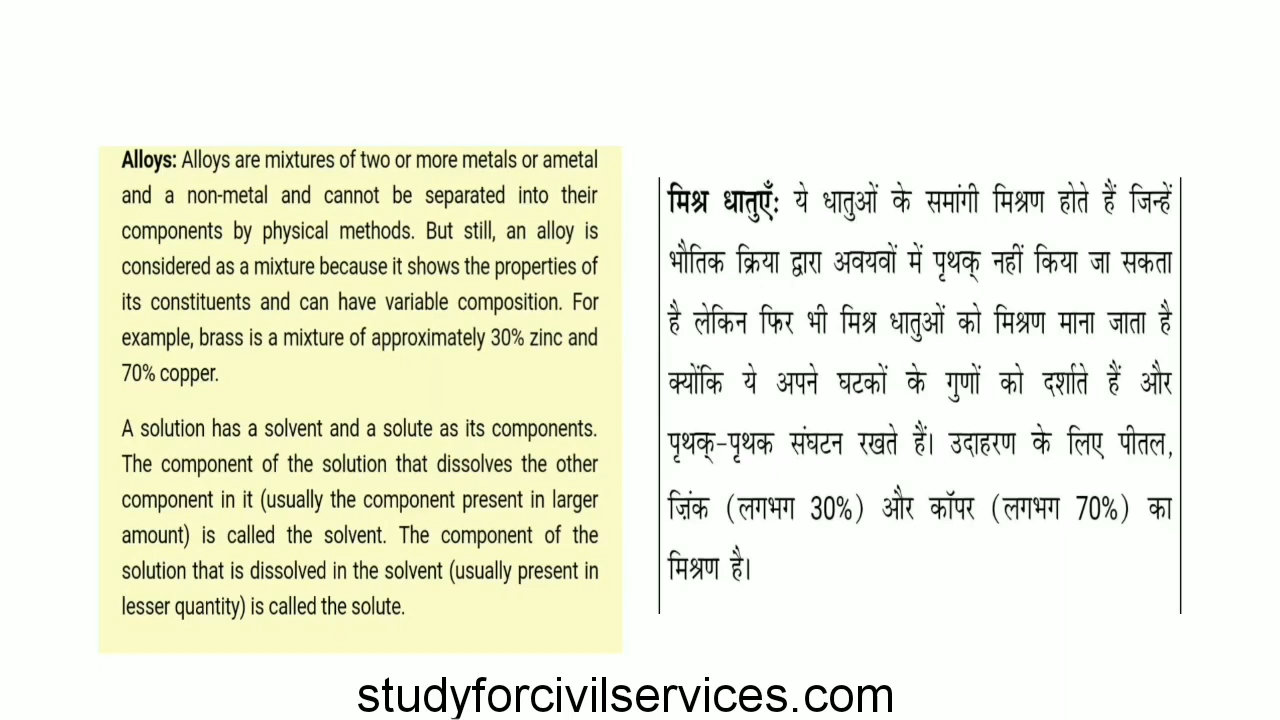 Alloys: Alloys are mixtures of two or more metals or ametal
and a non-metal and cannot be separated into their
components by physical methods. But still, an alloy is
considered as a mixture because it shows the properties of
its constituents and can have variable composition. For
example, brass is a mixture of approximately 30% zinc and
70% copper.
A solution has a solvent and a solute as its components.
The component of the solution that dissolves the other
component in it (usually the component present in larger
amount) is called the solvent. The component of the
solution that is dissolved in the solvent (usually present in
lesser quantity) is called the solute.
मिश्र धातुएँः ये धातुओं के समांगी मिश्रण होते हैं जिन्हें
भौतिक क्रिया द्वारा अवयवों में पृथक् नहीं किया जा सकता
है लेकिन फिर भी मिश्र धातुओं को मिश्रण माना जाता है
क्योंकि ये अपने घटकों के गुणों को दर्शाते हैं और
पृथक्-पृथक संघटन रखते हैं। उदाहरण के लिए पीतल,
ज़िंक (लगभग 30%) और कॉपर (लगभग 70%) का
मिश्रण है।
studyforcivilservices.com